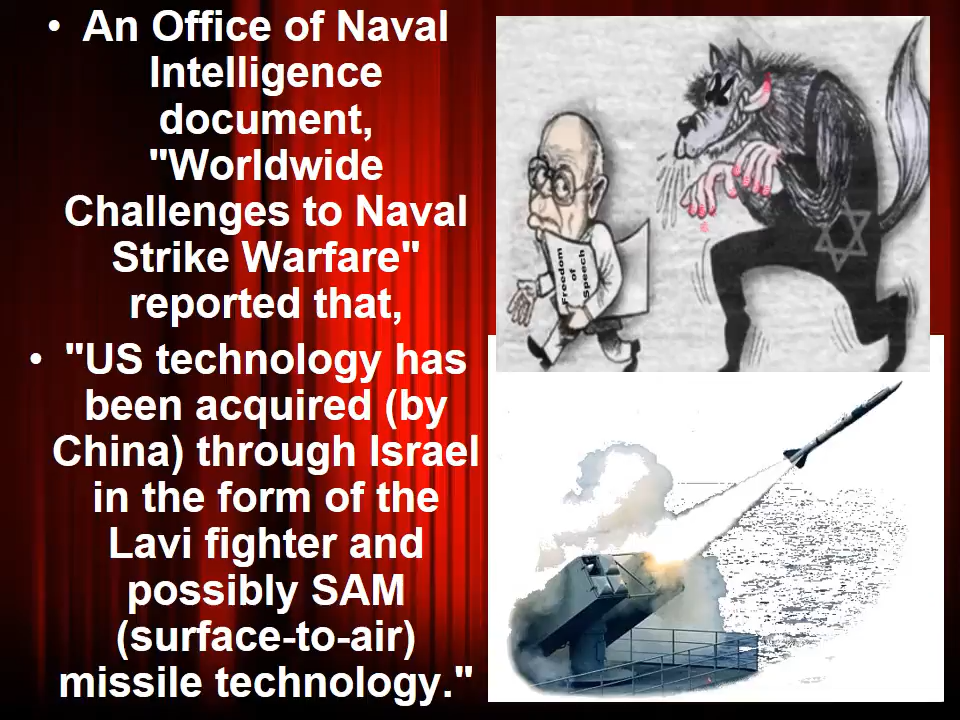 • An Office of Naval
Intelligence
document,
"Worldwide
Challenges to Naval
Strike Warfare"
reported that,
• "US technology has
been acquired (by
China) through Israel
in the form of the
Lavi fighter and
possibly SAM
(surface-to-air)
missile technology."
Freedom
of
Speech